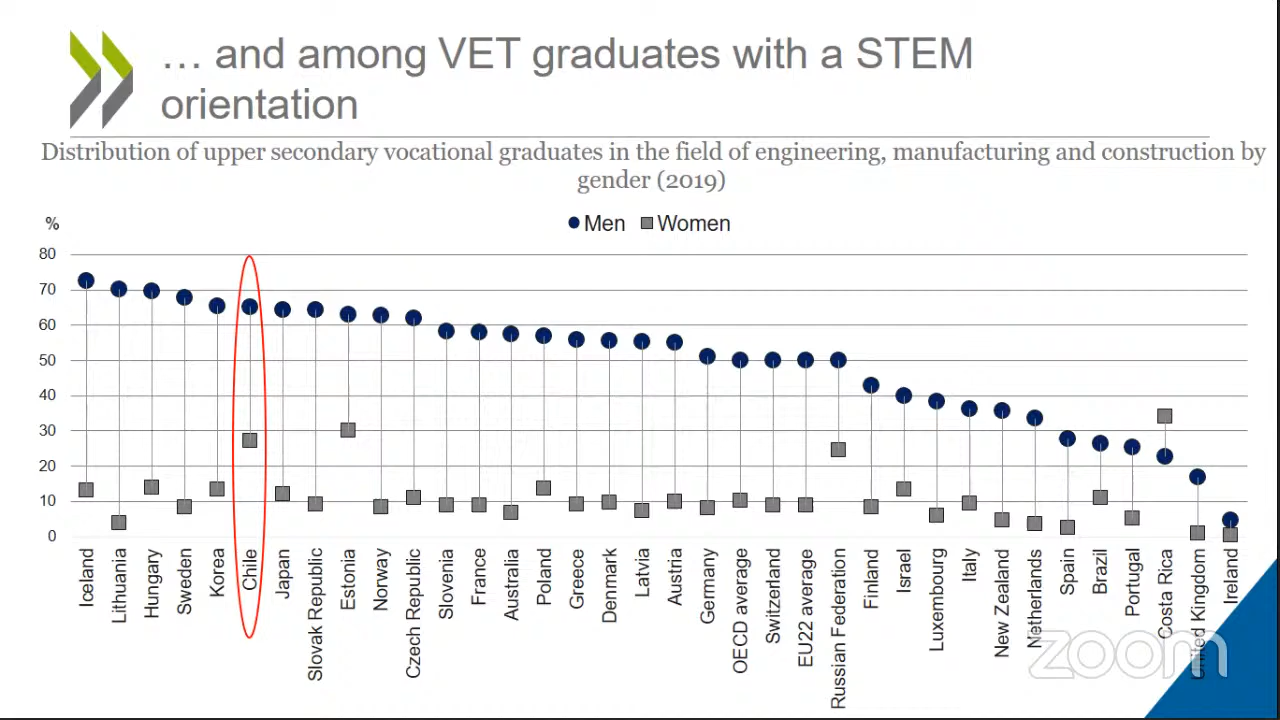 … and among VET graduates with a STEM
orientation
Distribution of upper secondary vocational graduates in the field of engineering, manufacturing and construction by
gender (2019)
%
Men
Women
80
70
60
50
40
30
20
10
0
Iceland
Lithuania
Hungary
Sweden
Korea
Chile
Japan
Slovak Republic
Estonia
Norway
Czech Republic
Slovenia
France
Australia
Poland
Greece
Denmark
Latvia
Austria
Germany
OECD average
Switzerland
EU22 average
Russian Federation
Finland
Israel
Luxembourg
Italy
New Zealand
Netherlands
Spain
Brazil
Portugal
Costa Rica
United Kingdom
Ireland
zoom